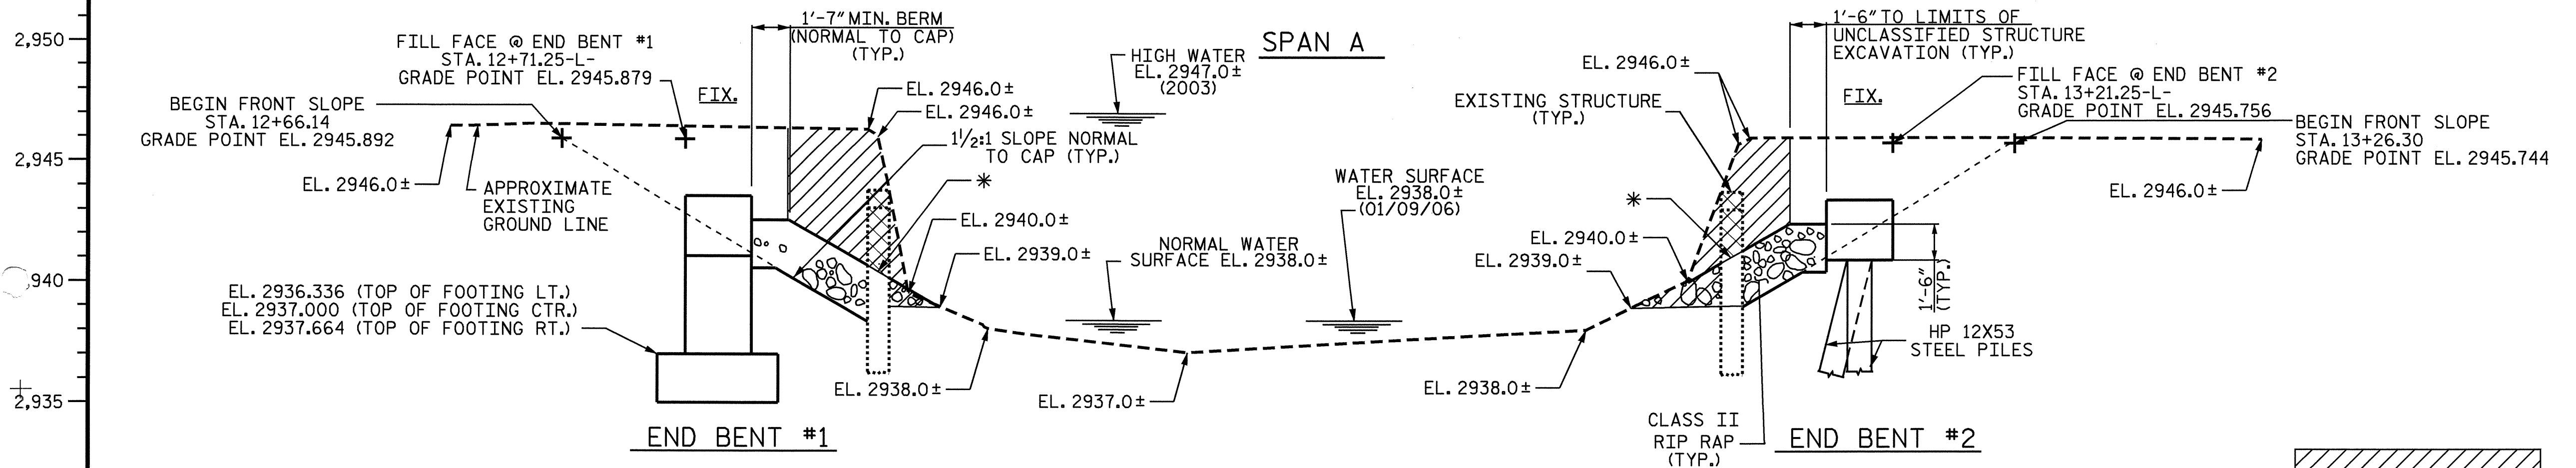 2,950
2,945
2,940
2,935
FILL FACE @ END BENT #1
STA. 12+71.25-L-
GRADE POINT EL. 2945.879
BEGIN FRONT SLOPE
STA. 12+66.14
GRADE POINT EL. 2945.892
EL. 2946.0±
APPROXIMATE
EXISTING
GROUND LINE
EL. 2936.336 (TOP OF FOOTING LT.)
EL. 2937.000 (TOP OF FOOTING CTR.)
EL. 2937.664 (TOP OF FOOTING RT.)
1'-7" MIN. BERM
(NORMAL TO CAP)
(TYP.)
FIX.
EL. 2946.0±
EL. 2946.0±
1½:1 SLOPE NORMAL
TO CAP (TYP.)
*
EL. 2940.0±
EL. 2939.0±
EL. 2938.0±
END BENT #1
HIGH WATER
EL. 2947.0±
(2003)
SPAN A
NORMAL WATER
SURFACE EL. 2938.0±
WATER SURFACE
EL. 2938.0±
(01/09/06)
EL. 2937.0±
EL. 2946.0±
EXISTING STRUCTURE
(TYP.)
*
EL. 2940.0±
EL. 2939.0±
EL. 2938.0±
1'-6" TO LIMITS OF
UNCLASSIFIED STRUCTURE
EXCAVATION (TYP.)
FIX.
FILL FACE @ END BENT #2
STA. 13+21.25-L-
GRADE POINT EL. 2945.756
BEGIN FRONT SLOPE
STA. 13+26.30
GRADE POINT EL. 2945.744
EL. 2946.0±
1'-6"
(TYP.)
HP 12X53
STEEL PILES
CLASS II
RIP RAP
(TYP.)
END BENT #2